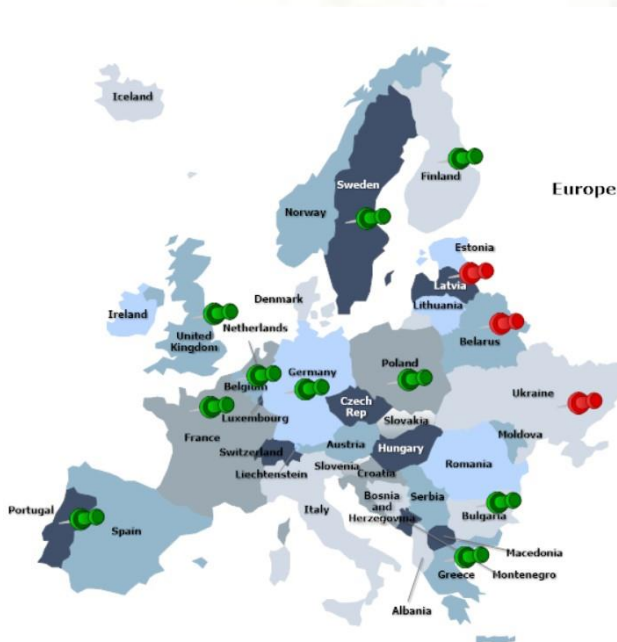 Iceland
Finland
Sweden
Europe
Norway
Estonia
Latvia
Lithuania
Denmark
Ireland
Netherlands
United
Kingdom
Belarus
Poland
Germany
Belgium
Ukraine
Czech
Rep
Luxembourg
Slovakia
France
Moldova
Switzerland
Austria
Hungary
Liechtenstein
Slovenia
Romania
Croatia
Bosnia
and
Herzegovina
Serbia
Portugal
Italy
Spain
Bulgaria
Macedonia
Greece
Montenegro
Albania